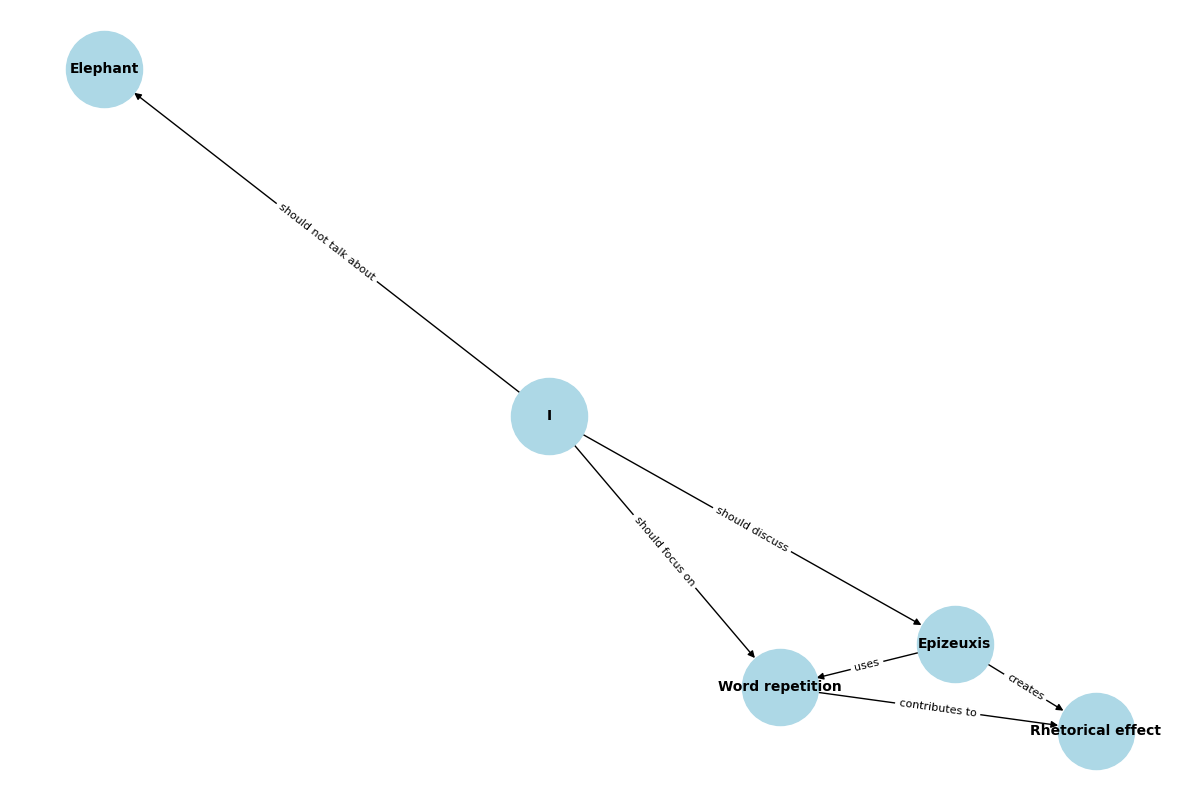 Elephant
should not talk about
I
should discuss
should focus on
Epizeuxis
uses
creates
Word repetition
contributes to
Rhetorical effect